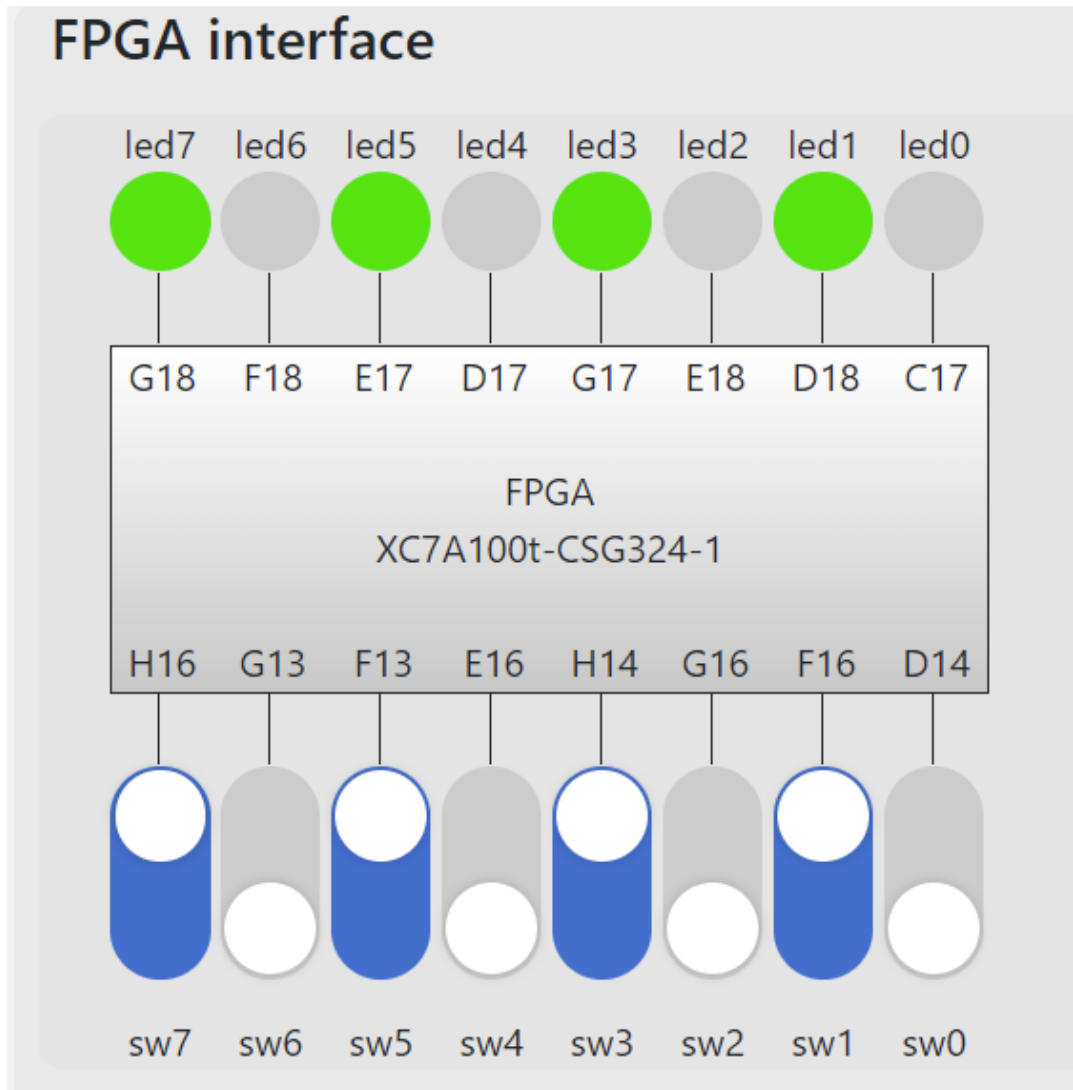 FPGA interface
led7 led6 led5 led4 led3 led2 led1 led0
G18 F18 E17 D17 G17 E18 D18 C17
FPGA
XC7A100t-CSG324-1
H16 G13 F13 E16 H14 G16 F16 D14
sw7 sw6 sw5 sw4 sw3 sw2 sw1 sw0